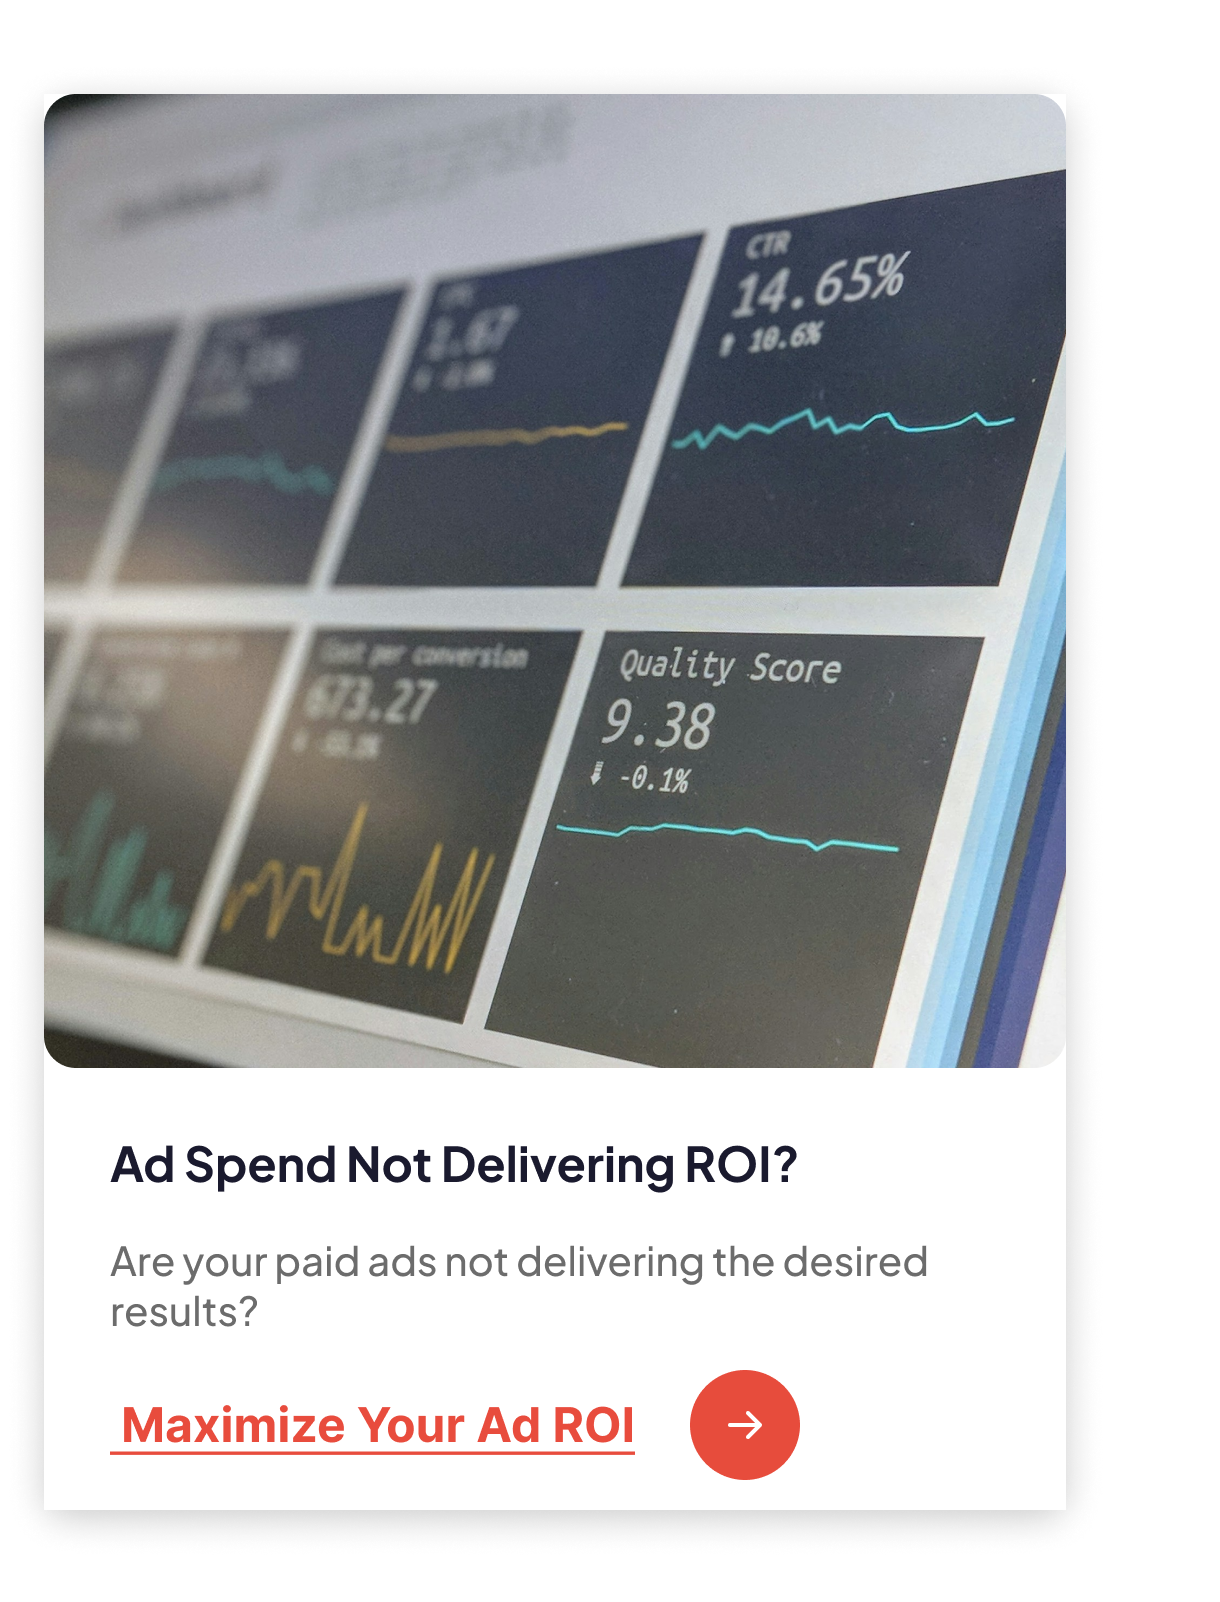 CTR
14.65%
10.6%
Cost per conversion
673.27
Quality Score
9.38
-0.1%
Ad Spend Not Delivering ROI?
Are your paid ads not delivering the desired
results?
Maximize Your Ad ROI